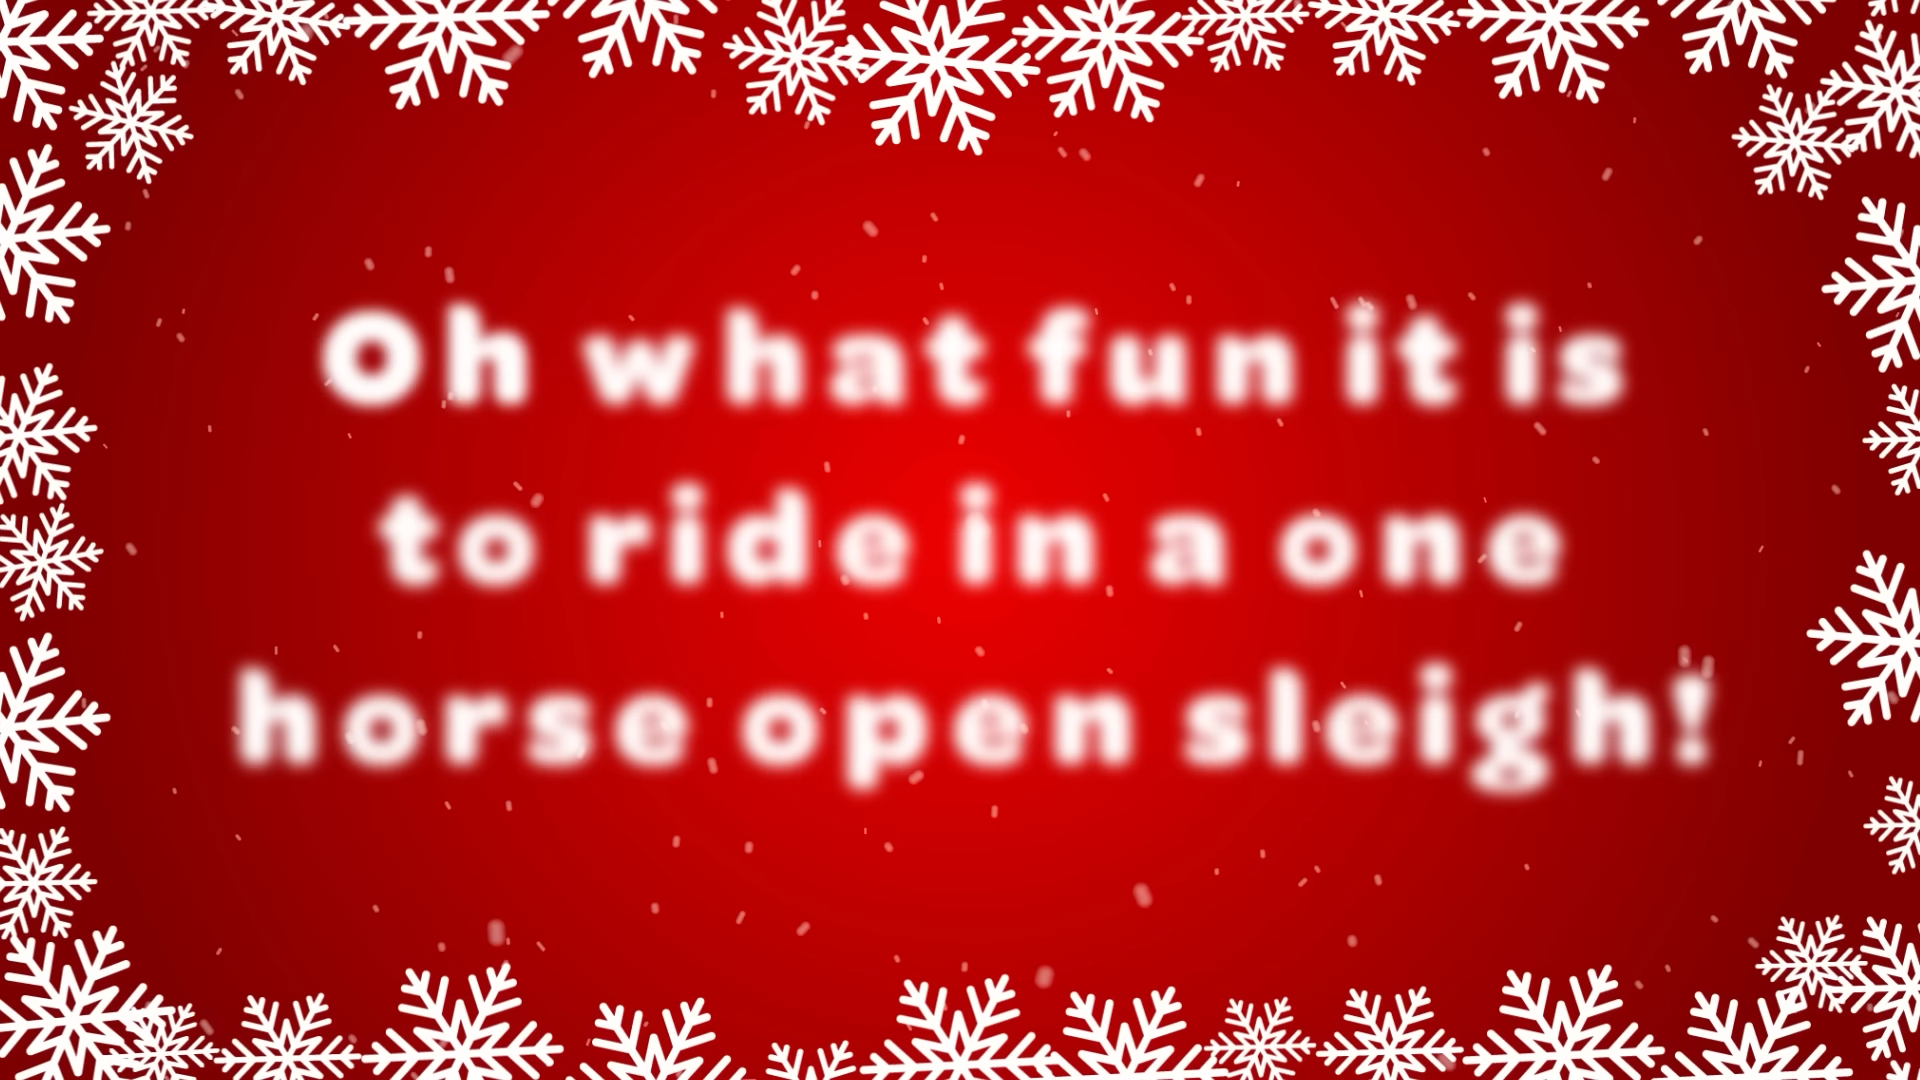 Oh what fun it is
to ride in a one
horse open sleigh!